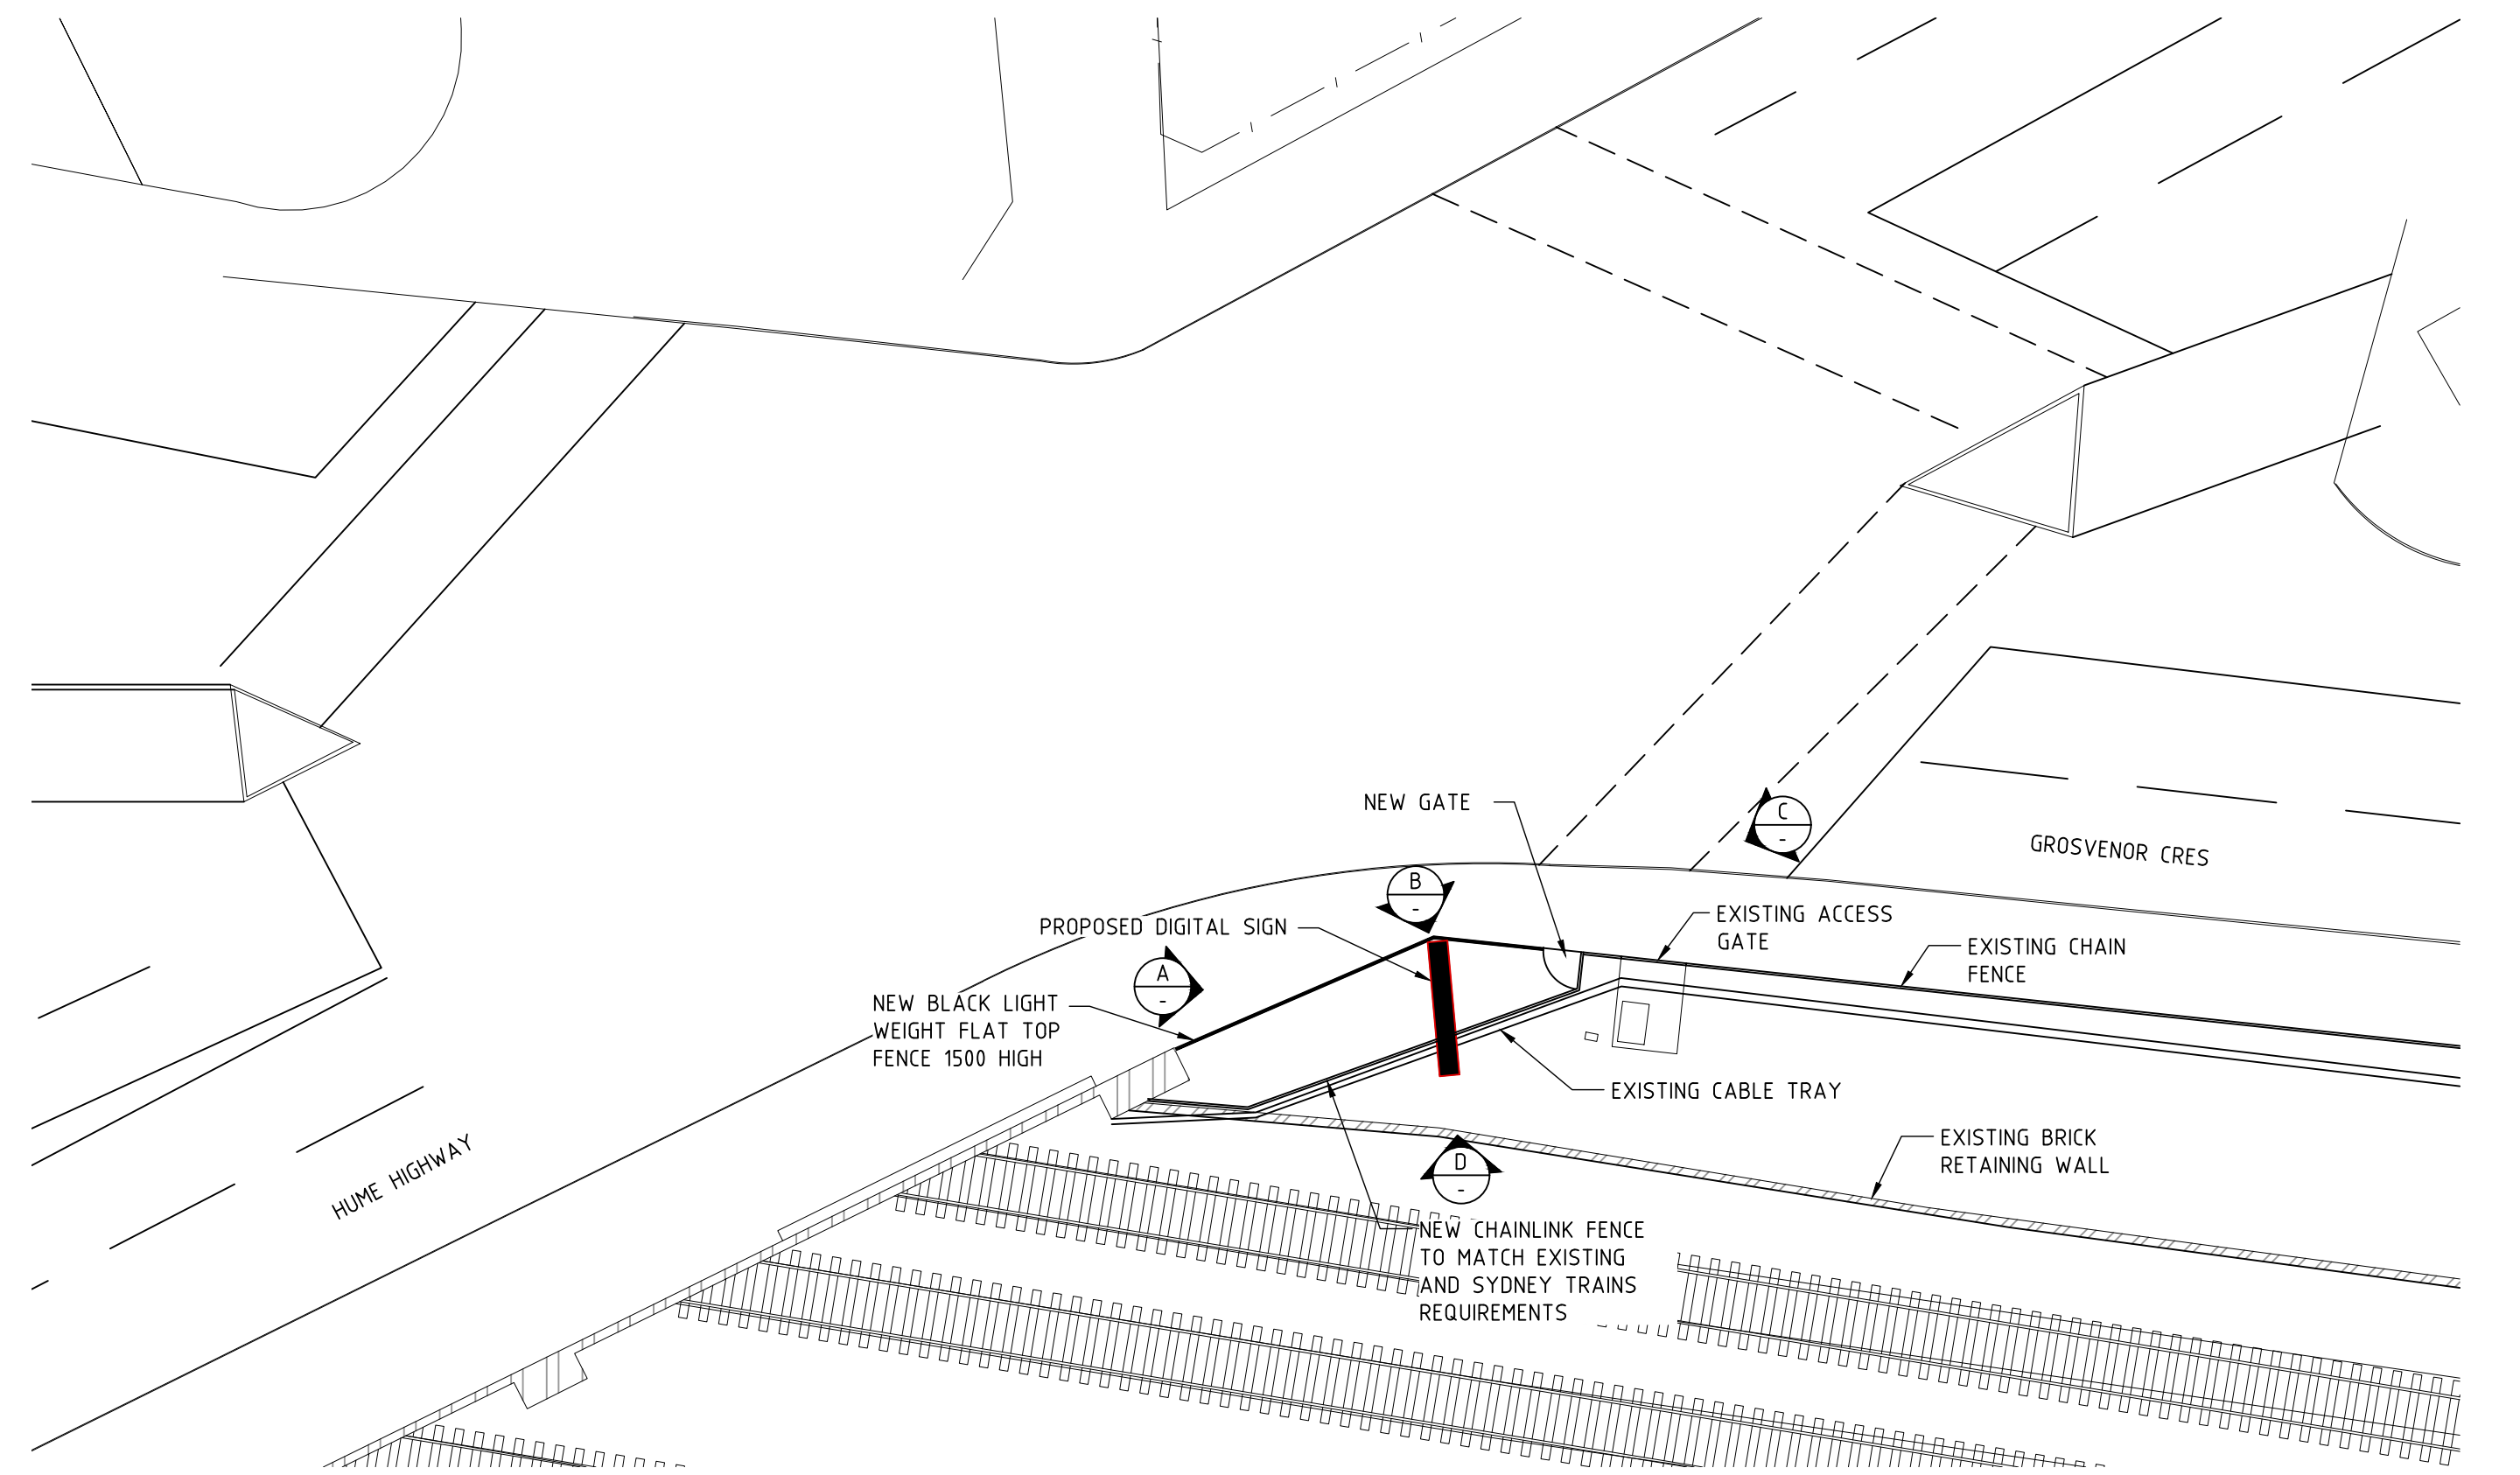 NEW GATE
C
-
GROSVENOR CRES
B
-
PROPOSED DIGITAL SIGN
EXISTING ACCESS
GATE
EXISTING CHAIN
FENCE
A
-
NEW BLACK LIGHT
WEIGHT FLAT TOP
FENCE 1500 HIGH
EXISTING CABLE TRAY
HUME HIGHWAY
D
-
EXISTING BRICK
RETAINING WALL
NEW CHAINLINK FENCE
TO MATCH EXISTING
AND SYDNEY TRAINS
REQUIREMENTS